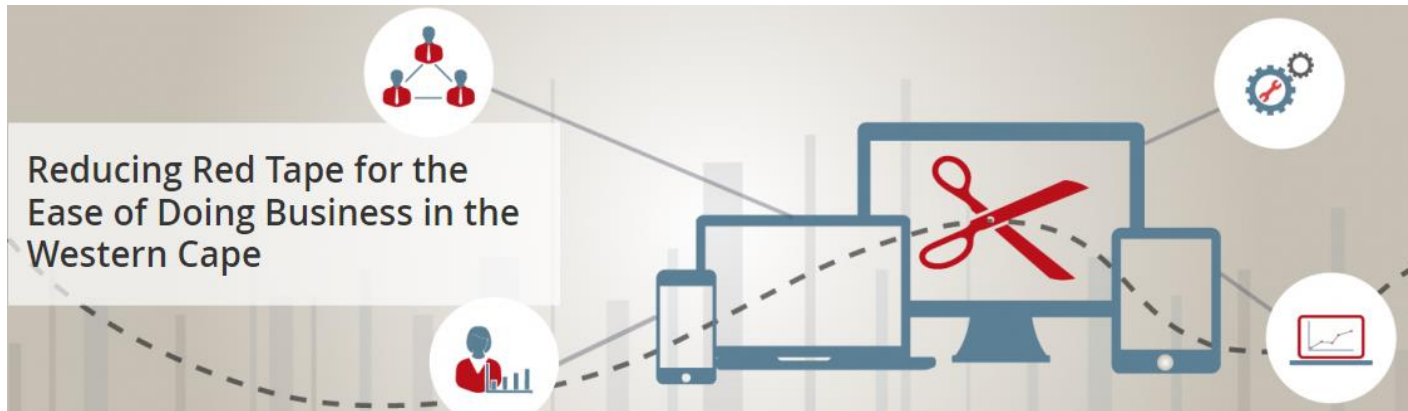 Reducing Red Tape for the
Ease of Doing Business in the
Western Cape